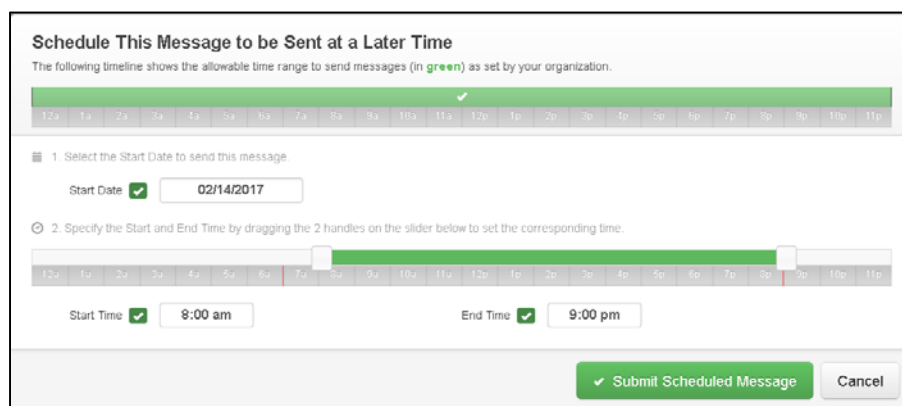 Schedule This Message to be Sent at a Later Time
The following timeline shows the allowable time range to send messages (in green) as set by your organization.
12a 1a 2a 3a 4a 5a 6a 7a 8a 9a 10a 11a 12p 1p 2p 3p 4p 5p 6p 7p 8p 9p 10p 11p
1. Select the Start Date to send this message.
Start Date 02/14/2017
2. Specify the Start and End Time by dragging the 2 handles on the slider below to set the corresponding time.
12a 1a 2a 3a 4a 5a 6a 7a 8a 9a 10a 11a 12p 1p 2p 3p 4p 5p 6p 7p 8p 9p 10p 11p
Start Time 8:00 am End Time 9:00 pm
Submit Scheduled Message Cancel